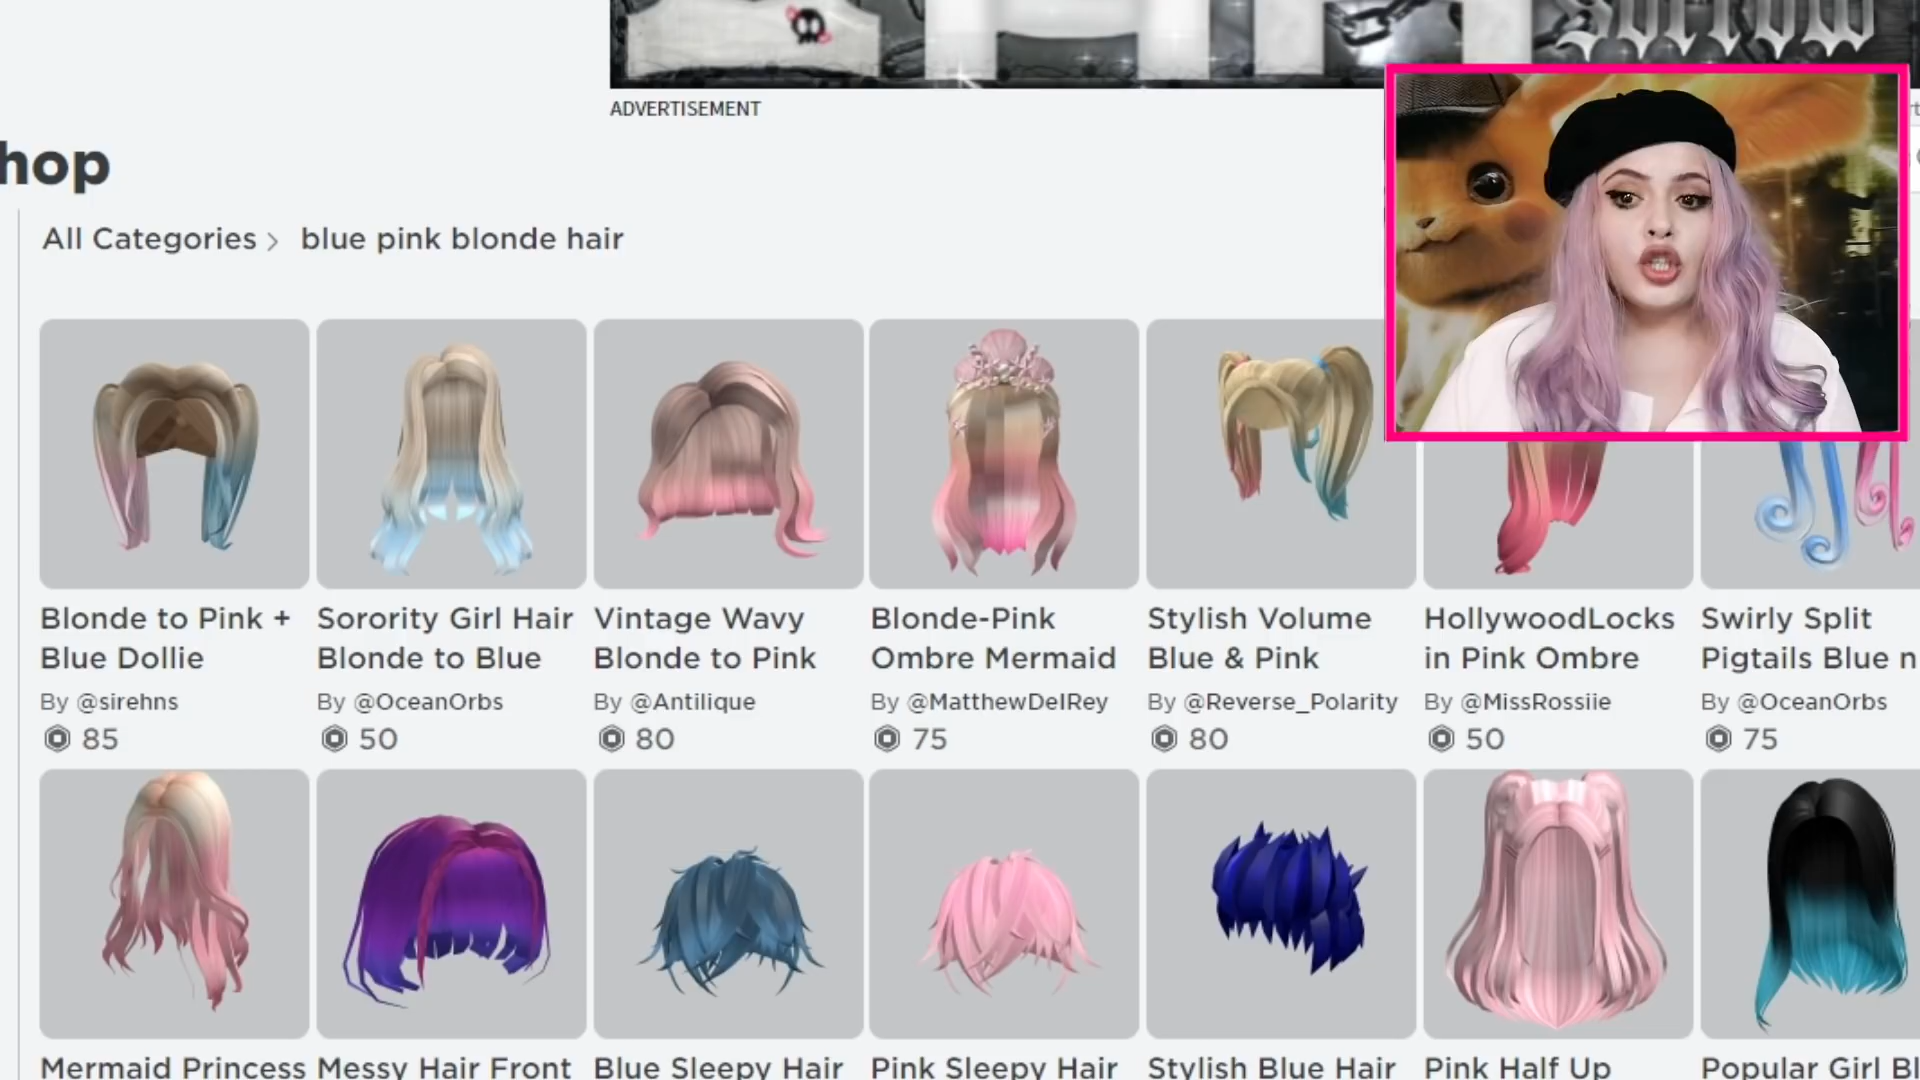 Sorrow
ADVERTISEMENT
hop
All Categories > blue pink blonde hair
Blonde to Pink +
Blue Dollie
By @sirehns
85
Sorority Girl Hair
Blonde to Blue
By @OceanOrbs
50
Vintage Wavy
Blonde to Pink
By @Antilique
80
Blonde-Pink
Ombre Mermaid
By @MatthewDelRey
75
Stylish Volume
Blue & Pink
By @Reverse_Polarity
80
HollywoodLocks
in Pink Ombre
By @MissRossiie
50
Swirly Split
Pigtails Blue n
By @OceanOrbs
75
Mermaid Princess
Messy Hair Front
Blue Sleepy Hair
Pink Sleepy Hair
Stylish Blue Hair
Pink Half Up
Popular Girl Bl